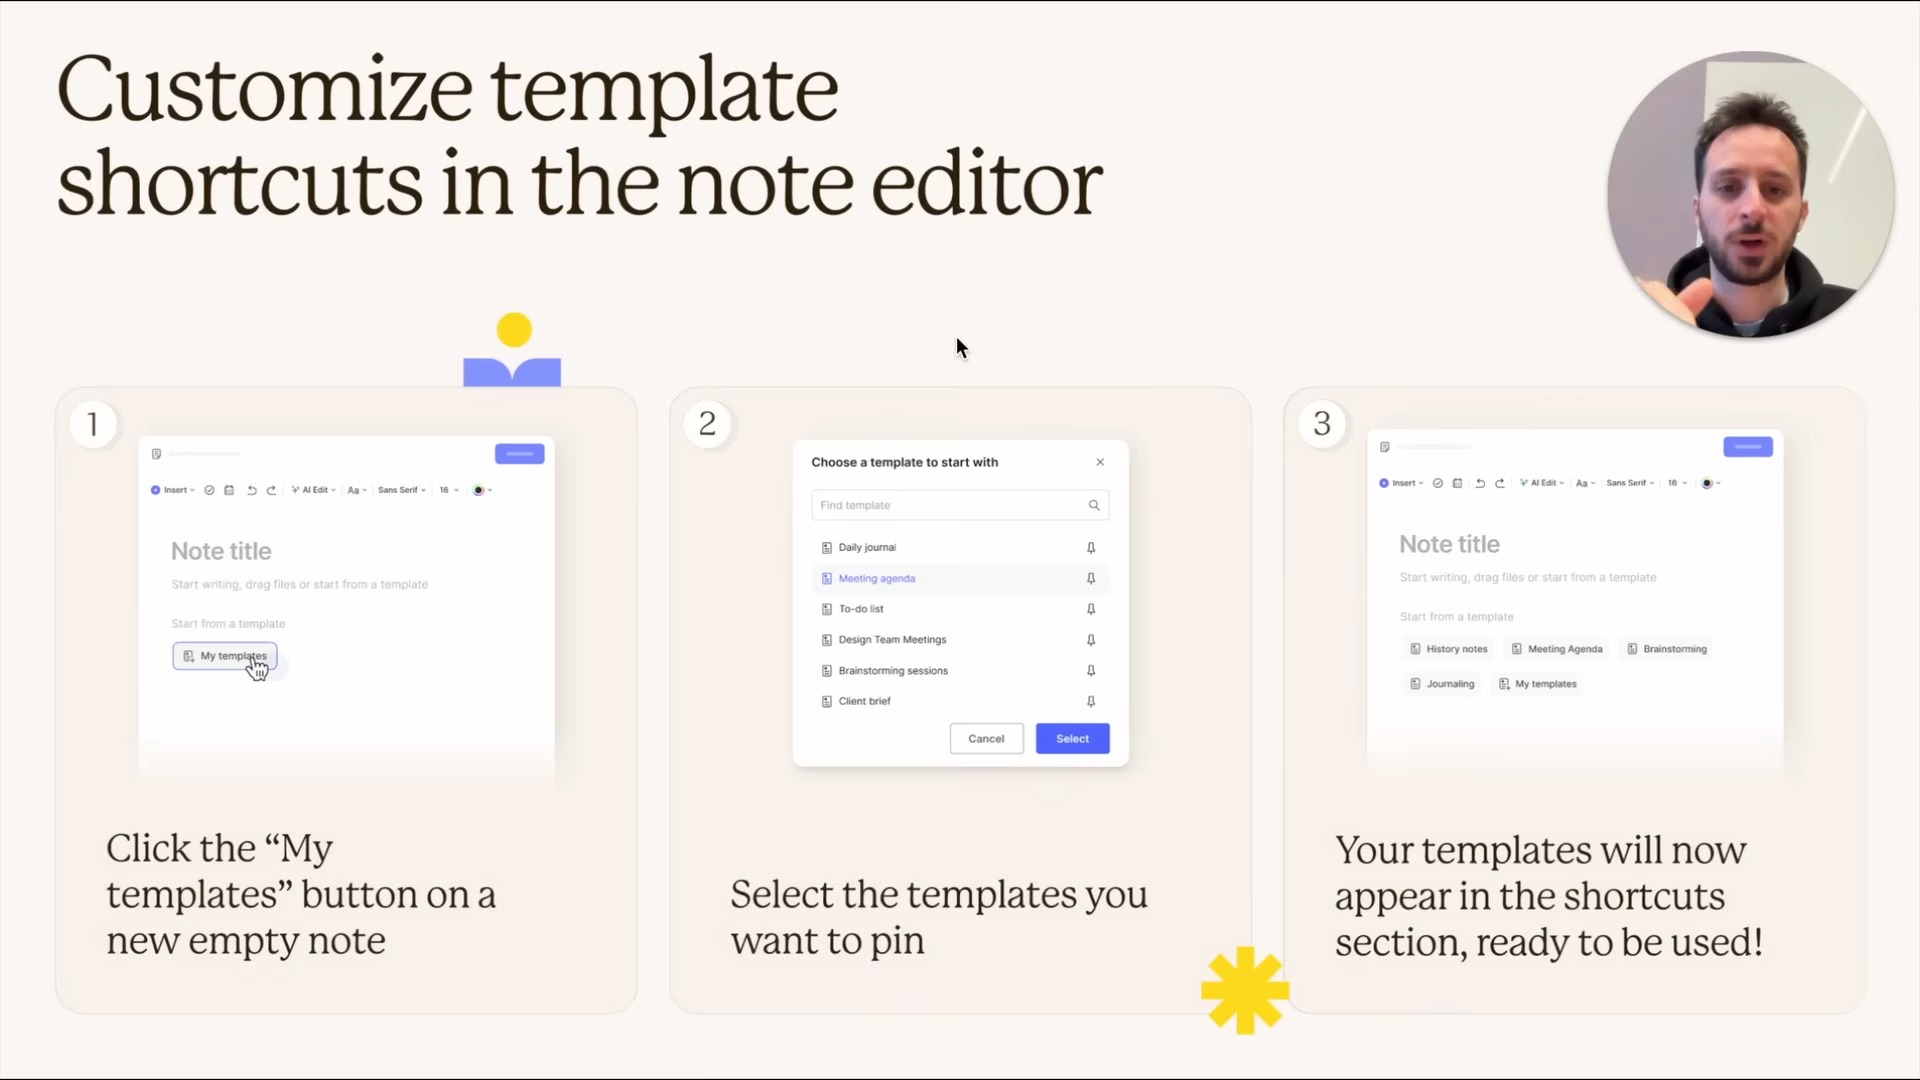 Customize template
shortcuts in the note editor
1
Insert
AI Edit
Aa
Sans Serif
16
Note title
Start writing, drag files or start from a template
Start from a template
My templates
Click the “My
templates” button on a
new empty note
2
Choose a template to start with
Find template
Daily journal
Meeting agenda
To-do list
Design Team Meetings
Brainstorming sessions
Client brief
Cancel
Select
Select the templates you
want to pin
3
Insert
AI Edit
Aa
Sans Serif
16
Note title
Start writing, drag files or start from a template
Start from a template
History notes
Meeting Agenda
Brainstorming
Journaling
My templates
Your templates will now
appear in the shortcuts
section, ready to be used!